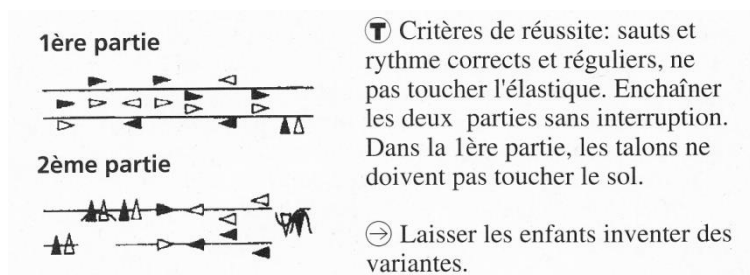 1ère partie
2ème partie
T Critères de réussite: sauts et
rythme corrects et réguliers, ne
pas toucher l'élastique. Enchaîner
les deux parties sans interruption.
Dans la 1ère partie, les talons ne
doivent pas toucher le sol.
→ Laisser les enfants inventer des
variantes.